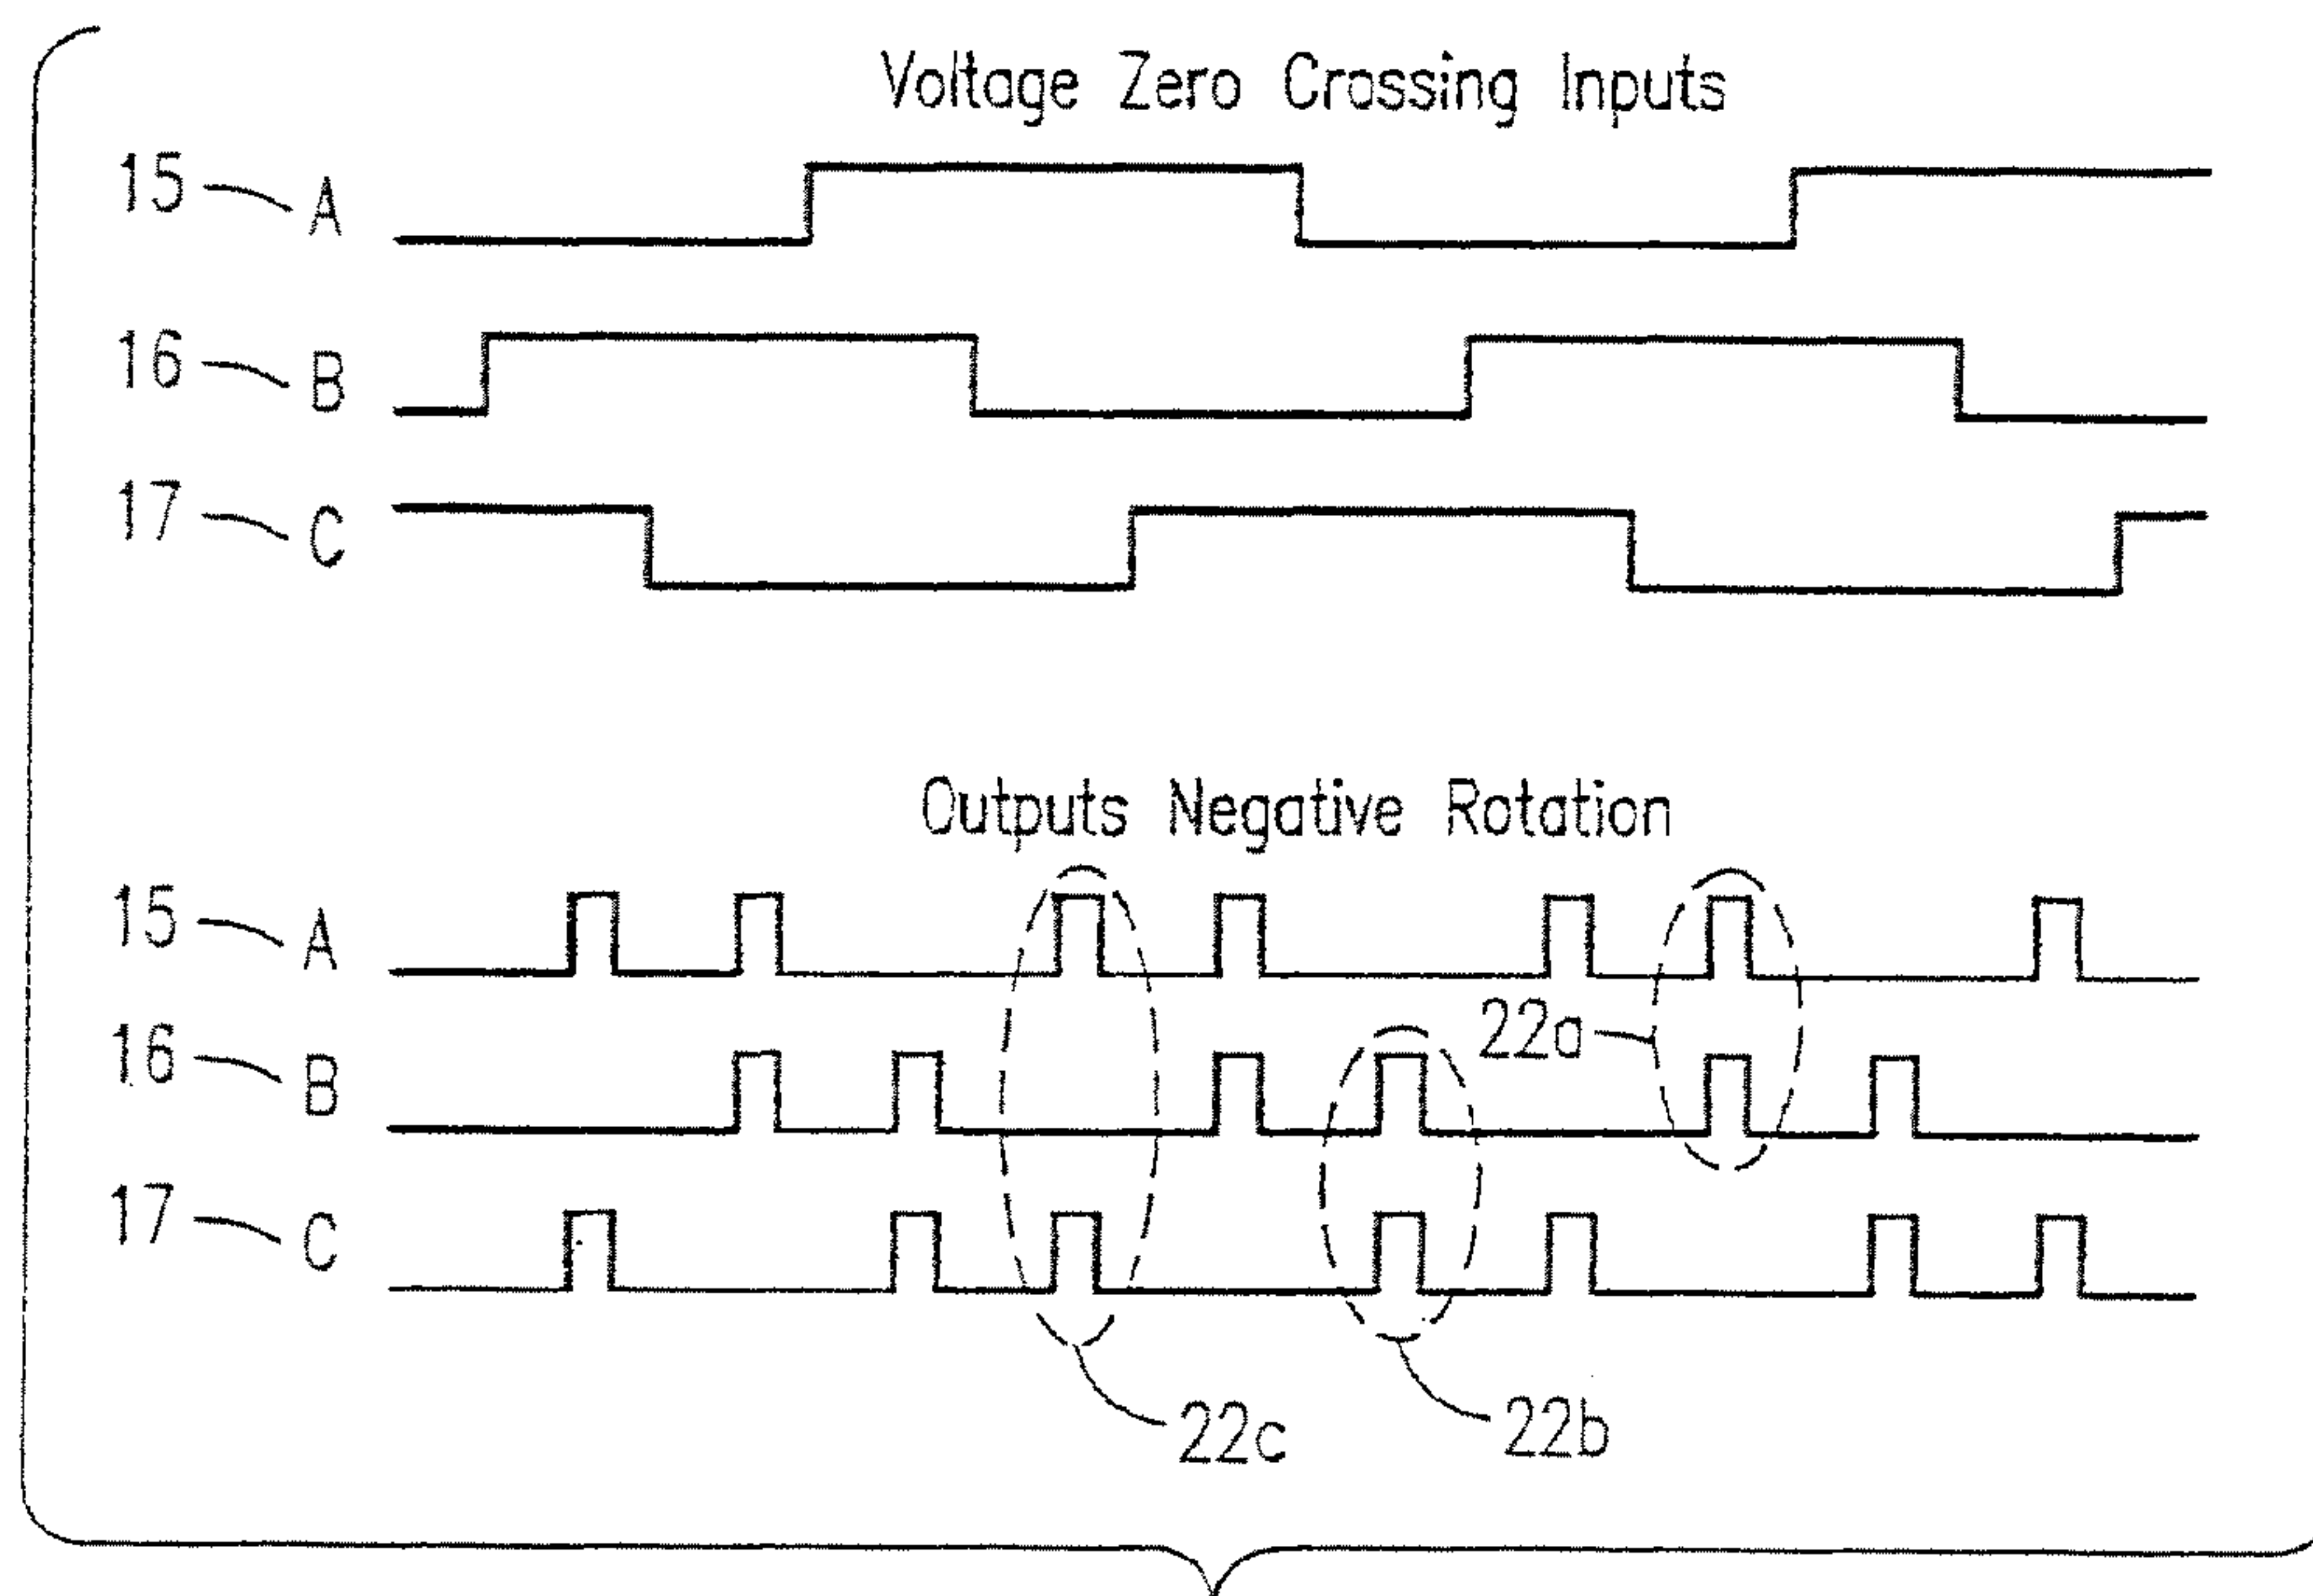 Voltage Zero Crossing Inputs
15 A
16 B
17 C
Outputs Negative Rotation
15 A
16 B
22a
17 C
22c
22b